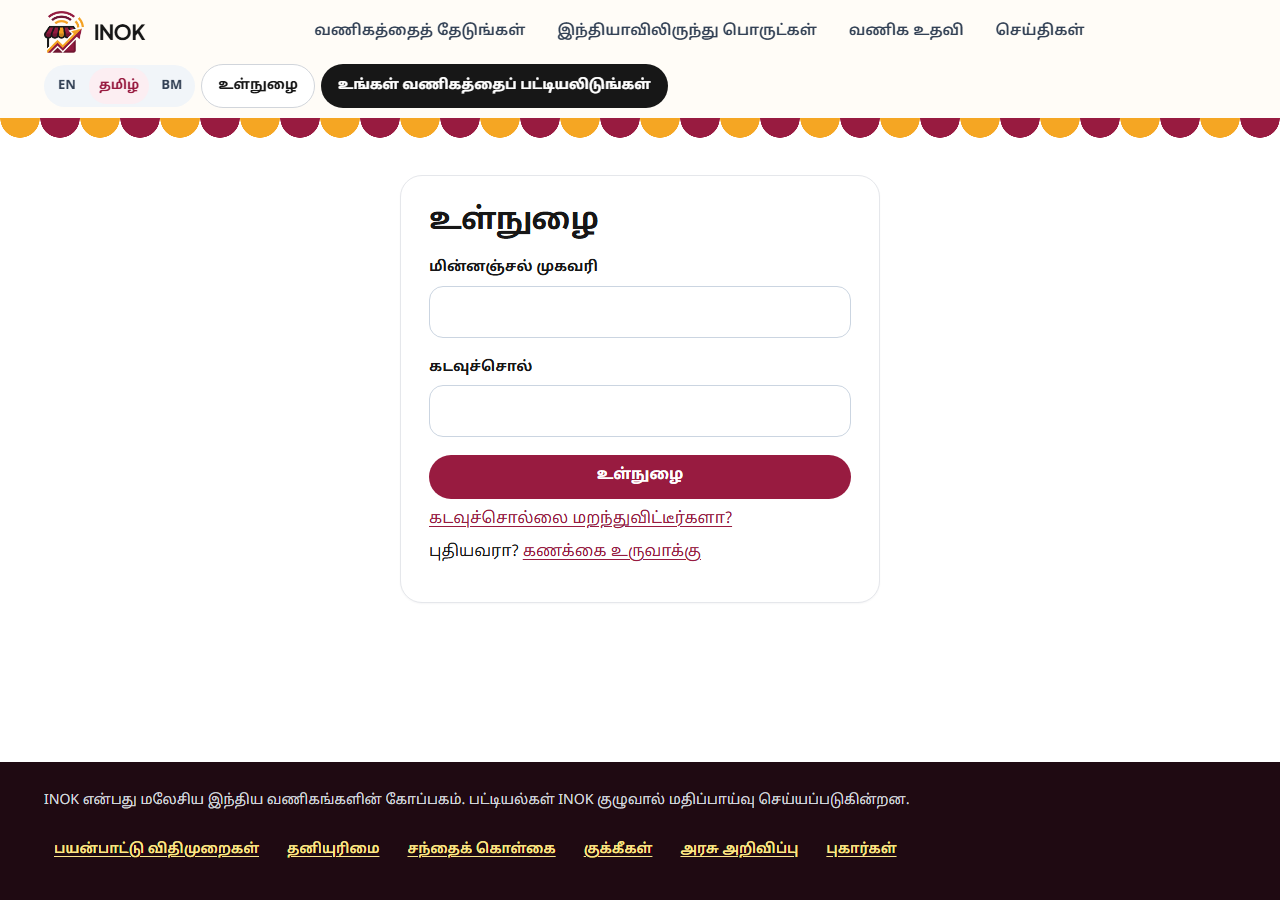 INOK
வணிகத்தைத் தேடுங்கள்
இந்தியாவிலிருந்து பொருட்கள்
வணிக உதவி
செய்திகள்
EN
தமிழ்
BM
உள்நுழை
உங்கள் வணிகத்தைப் பட்டியலிடுங்கள்
உள்நுழை
மின்னஞ்சல் முகவரி
கடவுச்சொல்
உள்நுழை
கடவுச்சொல்லை மறந்துவிட்டீர்களா?
புதியவரா? கணக்கை உருவாக்கு
INOK என்பது மலேசிய இந்திய வணிகங்களின் கோப்பகம். பட்டியல்கள் INOK குழுவால் மதிப்பாய்வு செய்யப்படுகின்றன.
பயன்பாட்டு விதிமுறைகள்
தனியுரிமை
சந்தைக் கொள்கை
குக்கீகள்
அரசு அறிவிப்பு
புகார்கள்